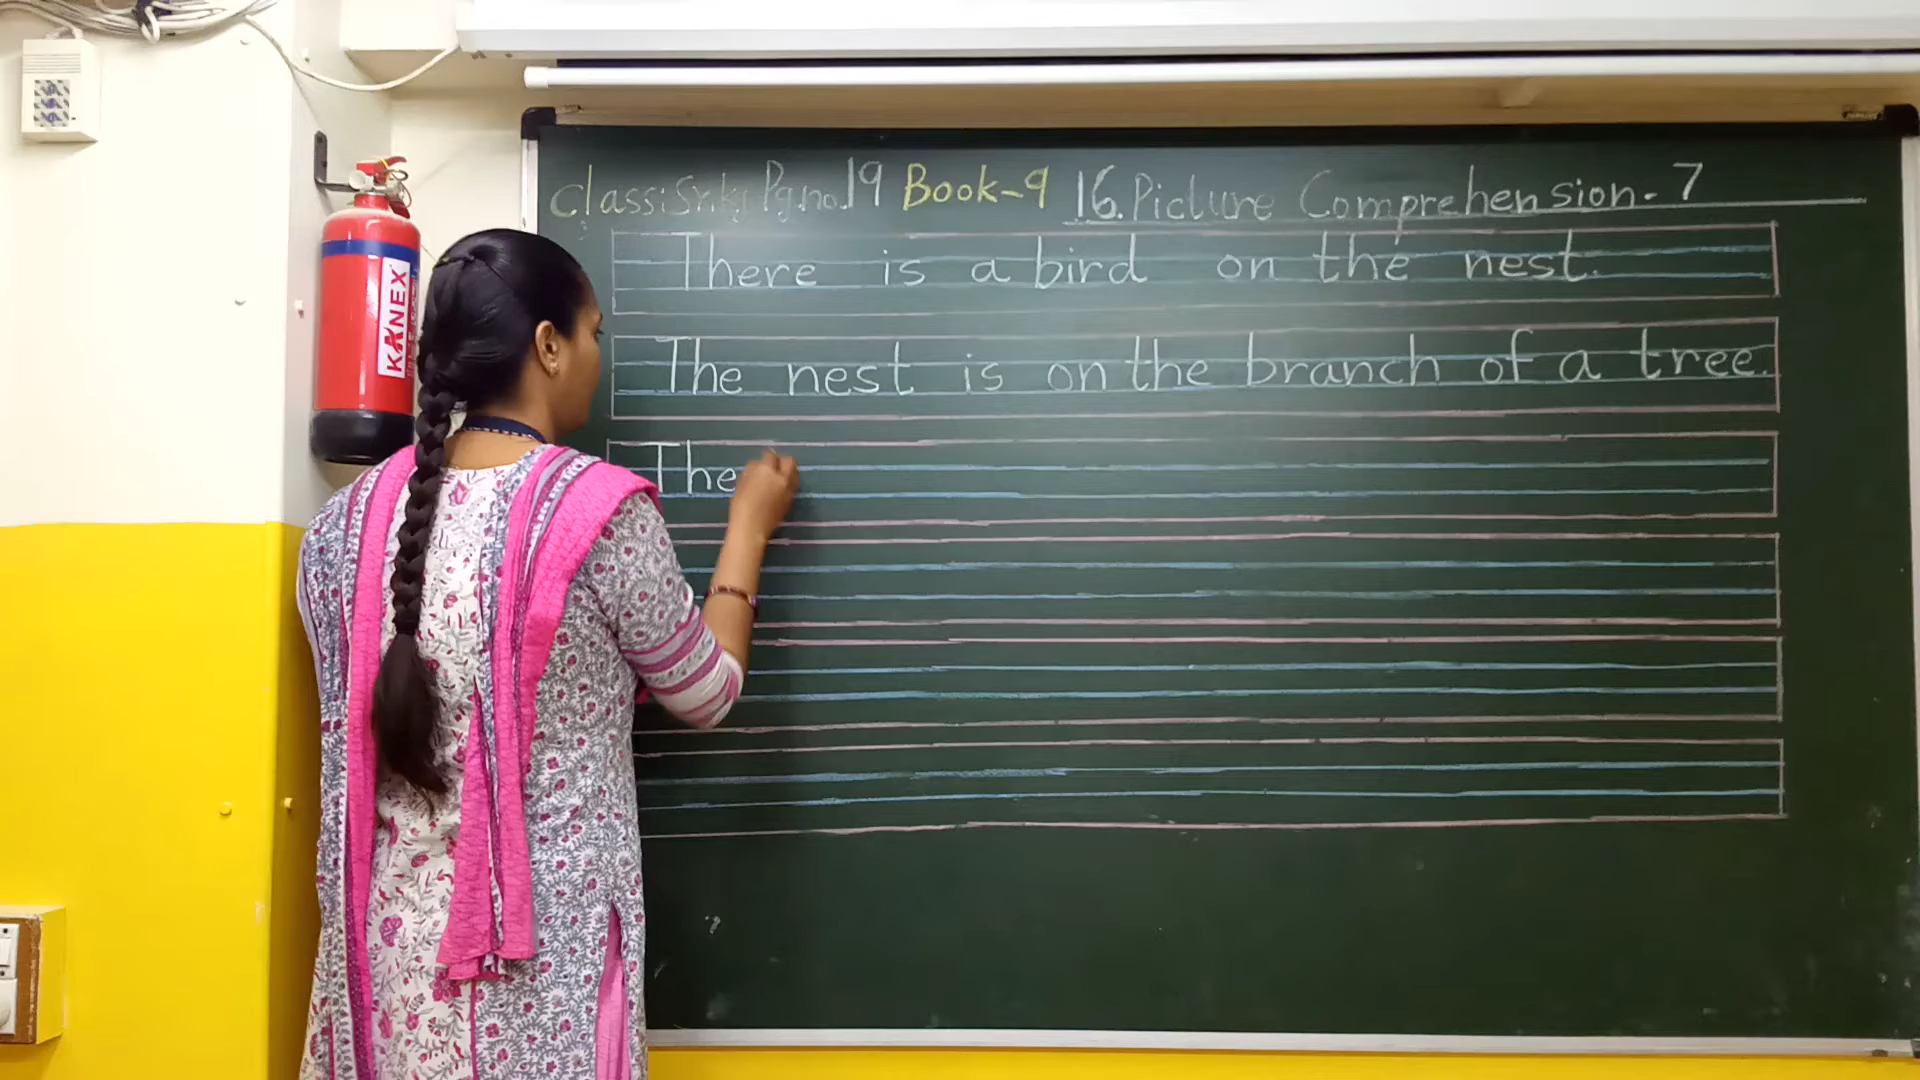 Class:Sr.kg Pg.no.19 Book-9 16. Picture Comprehension-7
There is a bird on the nest.
The nest is on the branch of a tree.
The
KANEX